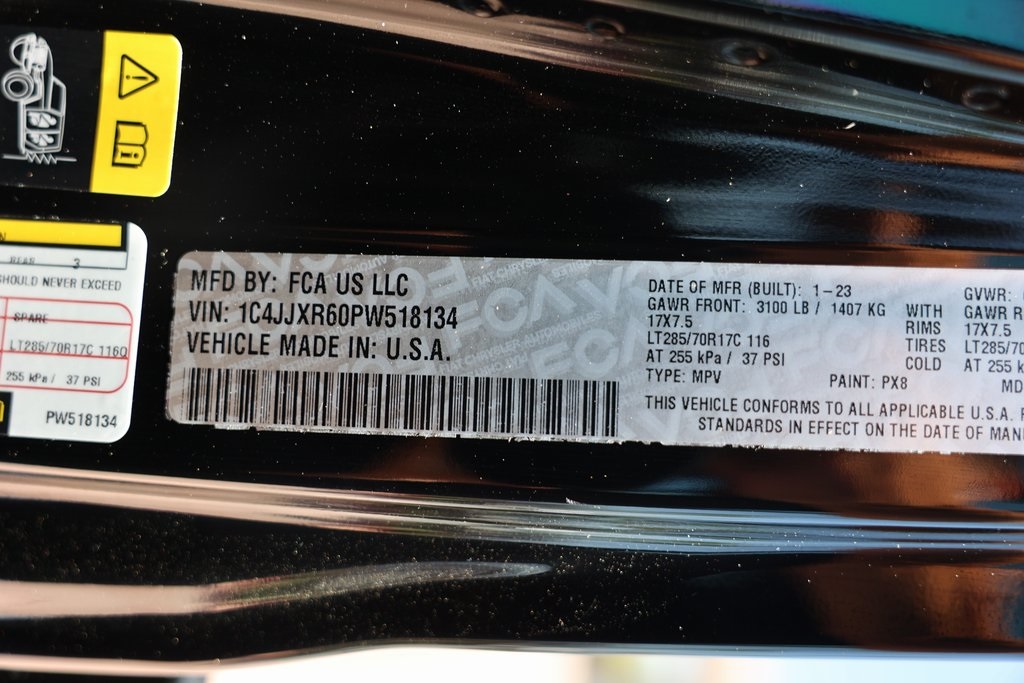 REAR 3
SHOULD NEVER EXCEED
SPARE
LT285/70R17C 116Q
255 kPa / 37 PSI
PW518134
MFD BY: FCA US LLC
VIN: 1C4JJXR60PW518134
VEHICLE MADE IN: U.S.A.
DATE OF MFR (BUILT): 1-23 GVWR:
GAWR FRONT: 3100 LB / 1407 KG WITH GAWR R
17X7.5 RIMS 17X7.5
LT285/70R17C 116 TIRES LT285/70
AT 255 kPa / 37 PSI COLD AT 255 k
TYPE: MPV PAINT: PX8 MD
THIS VEHICLE CONFORMS TO ALL APPLICABLE U.S.A. F
STANDARDS IN EFFECT ON THE DATE OF MAN